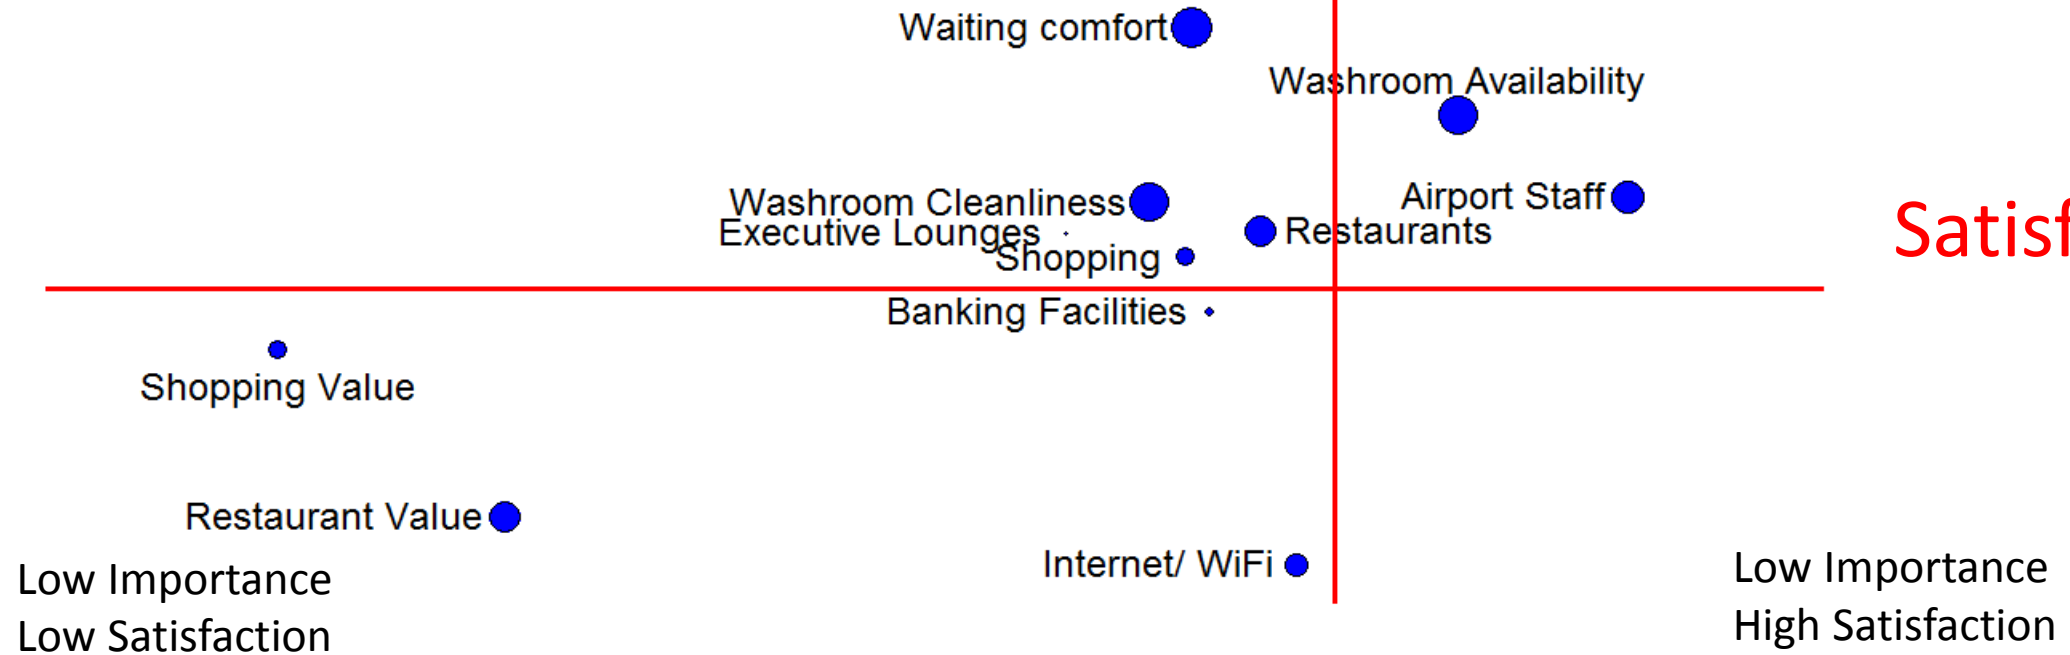 Waiting comfort
Washroom Availability
Washroom Cleanliness
Airport Staff
Executive Lounges
Restaurants
Shopping
Satisf
Banking Facilities
Shopping Value
Restaurant Value
Internet/ WiFi
Low Importance
Low Satisfaction
Low Importance
High Satisfaction